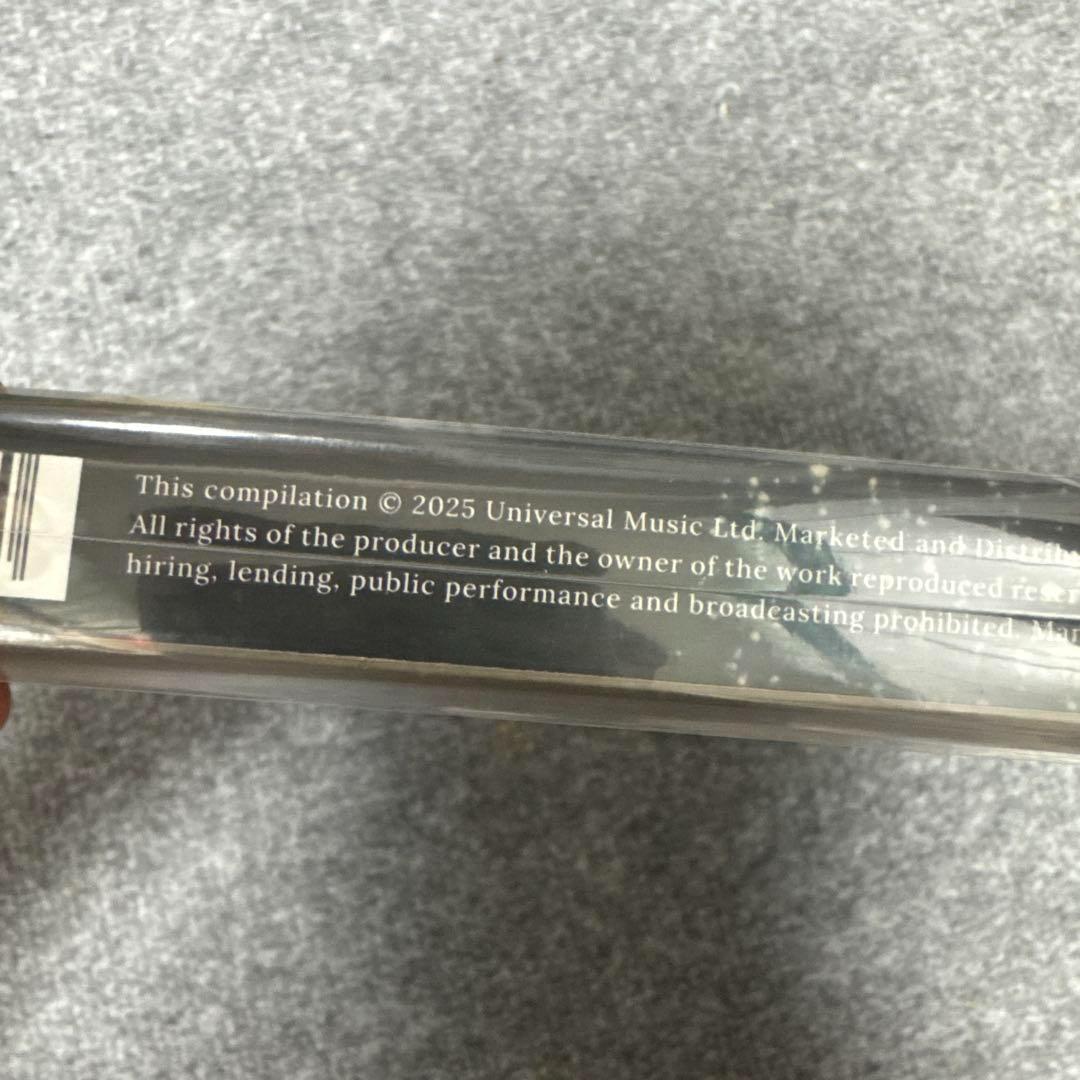 This compilation © 2025 Universal Music Ltd. Marketed and
All rights of the producer and the owner of the work reproduced
hiring, lending, public performance and broadcasting prohibited.